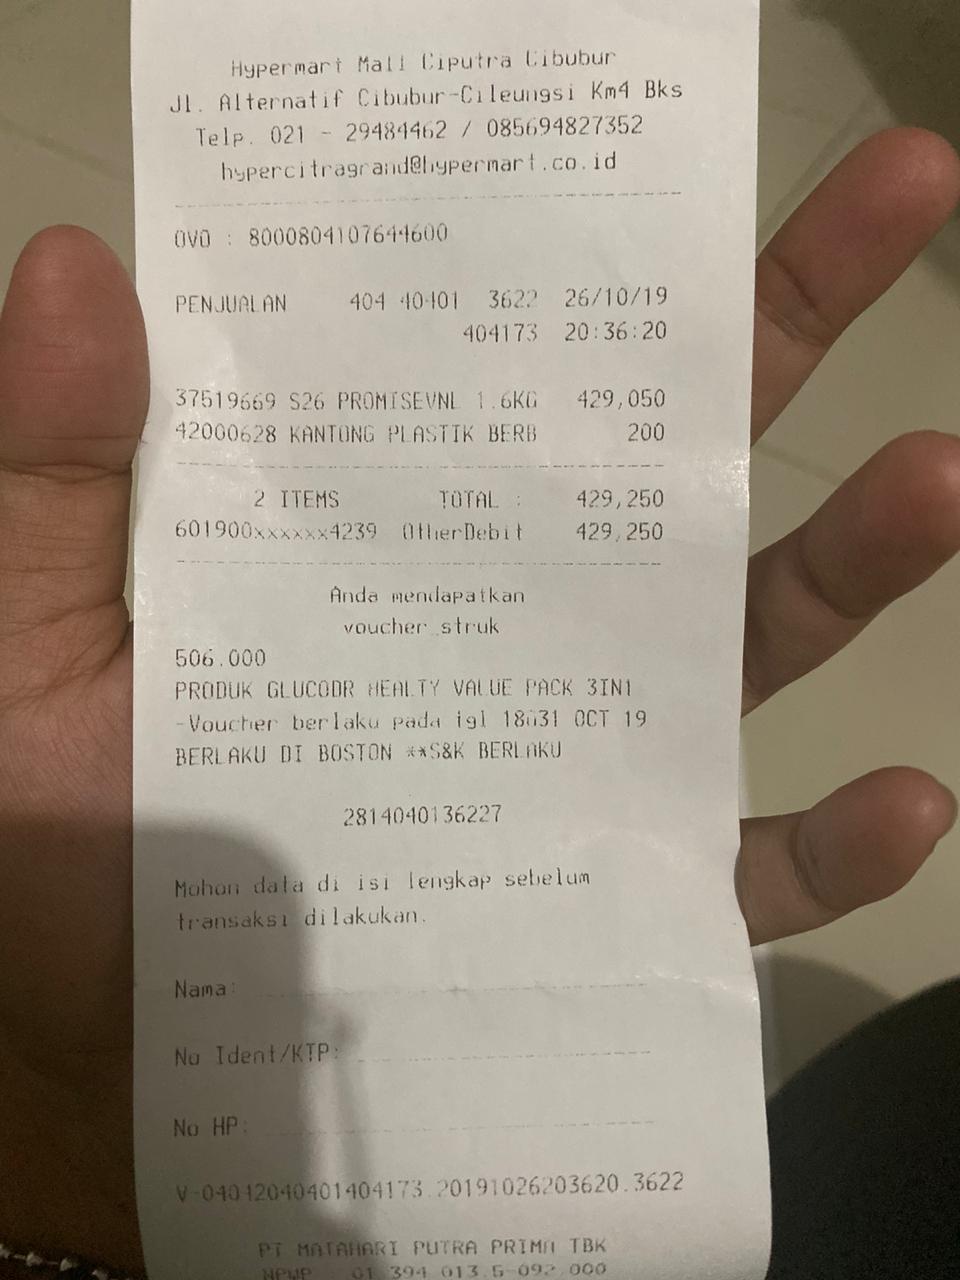 Hypermart Mall Ciputra Cibubur
Jl. Alternatif Cibubur-Cileungsi Km4 Bks
Telp. 021 - 29484462 / 085694827352
hypercitragrand@hypermart.co.id
OVO : 8000804107644600
PENJUALAN 404 40401 3622 26/10/19
404173 20:36:20
37519669 S26 PROMISEVNL 1.6KG 429,050
42000628 KANTONG PLASTIK BERB 200
2 ITEMS TOTAL : 429,250
601900xxxxxx4239 OtherDebit 429,250
Anda mendapatkan
voucher struk
506.000
PRODUK GLUCODR HEALTY VALUE PACK 3IN1
-Voucher berlaku pada tgl 18 31 OCT 19
BERLAKU DI BOSTON **S&K BERLAKU
2814040136227
Mohon data di isi lengkap sebelum
transaksi dilakukan.
Nama:
No Ident/KTP:
No HP:
V-04042040401404173.20191026203620.3622
PT MATAHARI PUTRA PRIMA TBK
NPWP 01.394.013.5-092.000